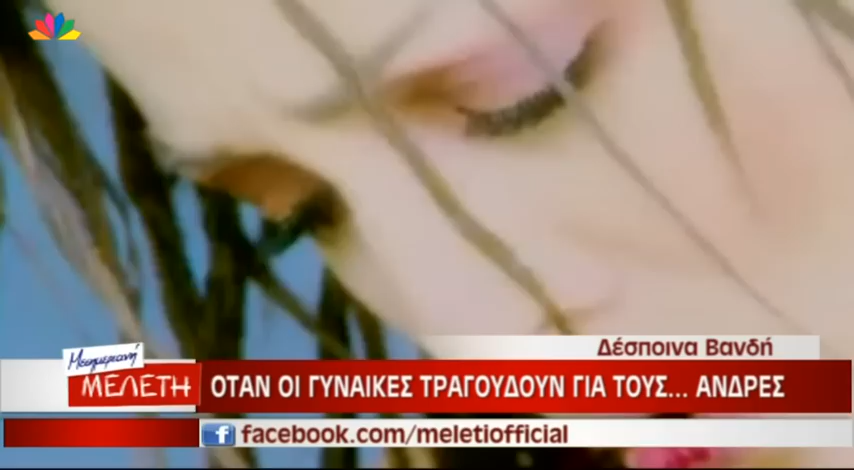 Δέσποινα Βανδή
Μεσημεριανή
ΜΕΛΕΤΗ
ΟΤΑΝ ΟΙ ΓΥΝΑΙΚΕΣ ΤΡΑΓΟΥΔΟΥΝ ΓΙΑ ΤΟΥΣ... ΑΝΔΡΕΣ
facebook.com/meletiofficial